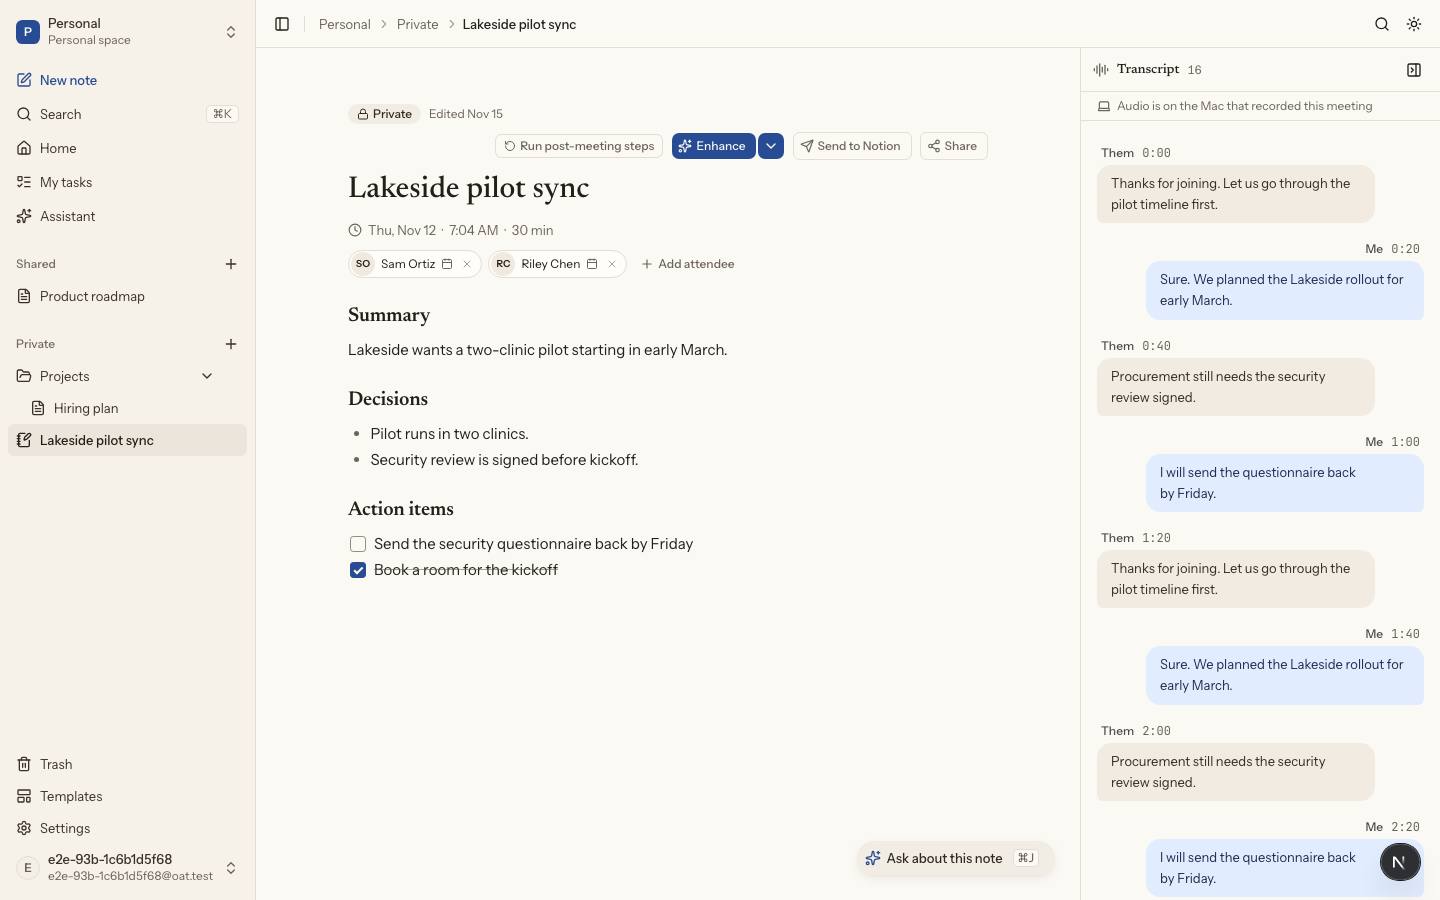 P
Personal
Personal space
New note
Search
⌘K
Home
My tasks
Assistant
Shared
Product roadmap
Private
Projects
Hiring plan
Lakeside pilot sync
Trash
Templates
Settings
E
e2e-93b-1c6b1d5f68
e2e-93b-1c6b1d5f68@oat.test
Personal
Private
Lakeside pilot sync
Private
Edited Nov 15
Run post-meeting steps
Enhance
Send to Notion
Share
Lakeside pilot sync
Thu, Nov 12 · 7:04 AM · 30 min
SO Sam Ortiz
RC Riley Chen
Add attendee
Summary
Lakeside wants a two-clinic pilot starting in early March.
Decisions
Pilot runs in two clinics.
Security review is signed before kickoff.
Action items
Send the security questionnaire back by Friday
Book a room for the kickoff
Ask about this note ⌘J
Transcript 16
Audio is on the Mac that recorded this meeting
Them 0:00
Thanks for joining. Let us go through the
pilot timeline first.
Me 0:20
Sure. We planned the Lakeside rollout for
early March.
Them 0:40
Procurement still needs the security
review signed.
Me 1:00
I will send the questionnaire back
by Friday.
Them 1:20
Thanks for joining. Let us go through the
pilot timeline first.
Me 1:40
Sure. We planned the Lakeside rollout for
early March.
Them 2:00
Procurement still needs the security
review signed.
Me 2:20
I will send the questionnaire back
by Friday.
N